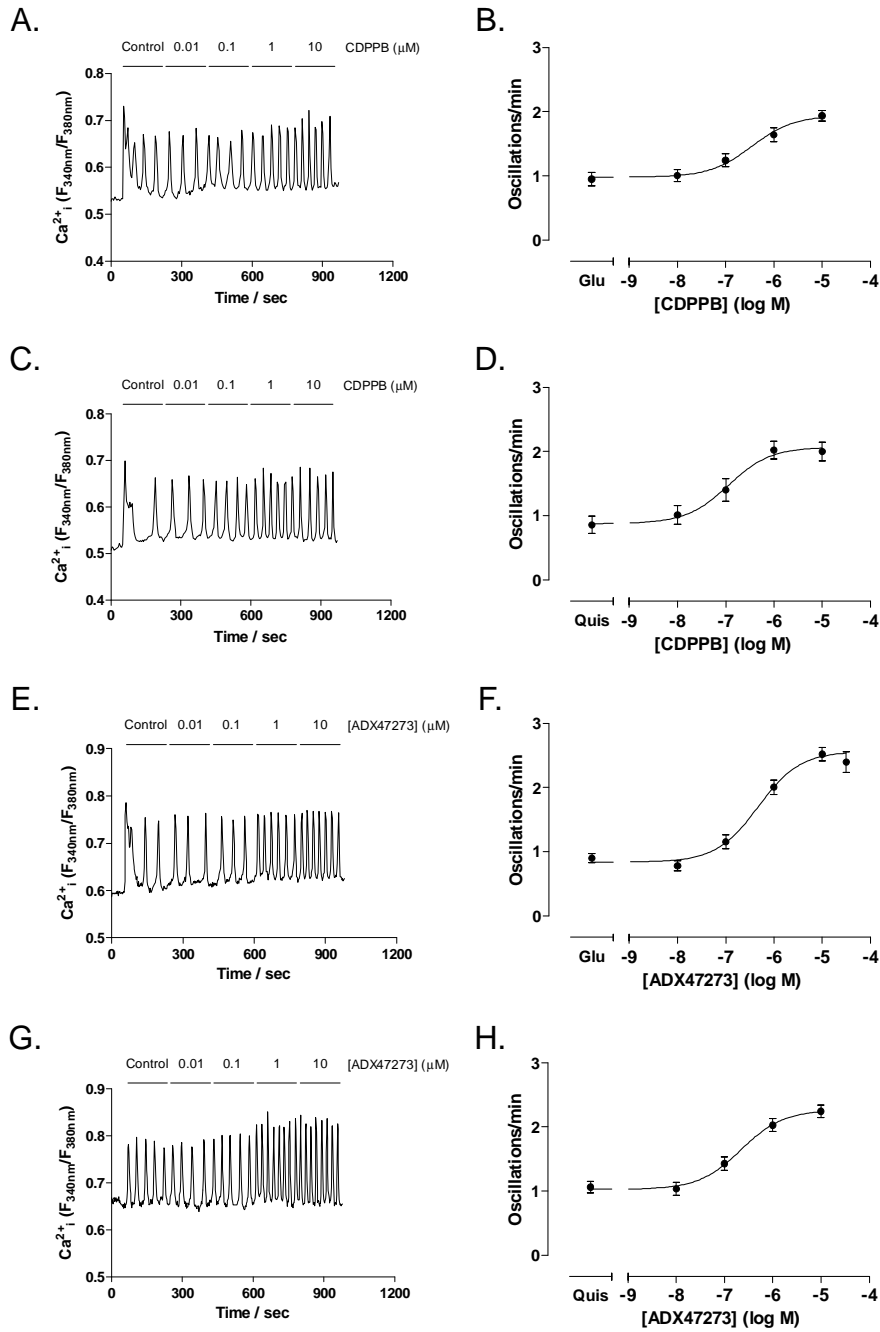 A.
Control 0.01 0.1 1 10 CDPPB (μM)
0.8
0.7
0.6
0.5
0.4
Ca²⁺ᵢ (F340nm/F380nm)
0 300 600 900 1200
Time / sec
B.
3
2
1
0
Oscillations/min
Glu -9 -8 -7 -6 -5 -4
[CDPPB] (log M)
C.
Control 0.01 0.1 1 10 CDPPB (μM)
0.8
0.7
0.6
0.5
0.4
Ca²⁺ᵢ (F340nm/F380nm)
0 300 600 900 1200
Time / sec
D.
3
2
1
0
Oscillations/min
Quis -9 -8 -7 -6 -5 -4
[CDPPB] (log M)
E.
Control 0.01 0.1 1 10 [ADX47273] (μM)
0.9
0.8
0.7
0.6
0.5
Ca²⁺ᵢ (F340nm/F380nm)
0 300 600 900 1200
Time / sec
F.
3
2
1
0
Oscillations/min
Glu -9 -8 -7 -6 -5 -4
[ADX47273] (log M)
G.
Control 0.01 0.1 1 10 [ADX47273] (μM)
0.9
0.8
0.7
0.6
0.5
Ca²⁺ᵢ (F340nm/F380nm)
0 300 600 900 1200
Time / sec
H.
3
2
1
0
Oscillations/min
Quis -9 -8 -7 -6 -5 -4
[ADX47273] (log M)